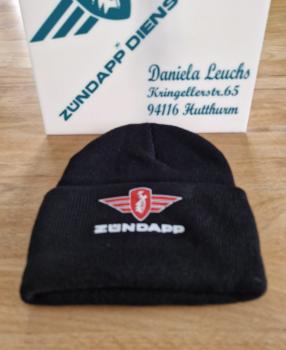 ZÜNDAPP DIENS
Daniela Leuchs
Kringellerstr.65
94116 Hutthurm
ZÜNDAPP